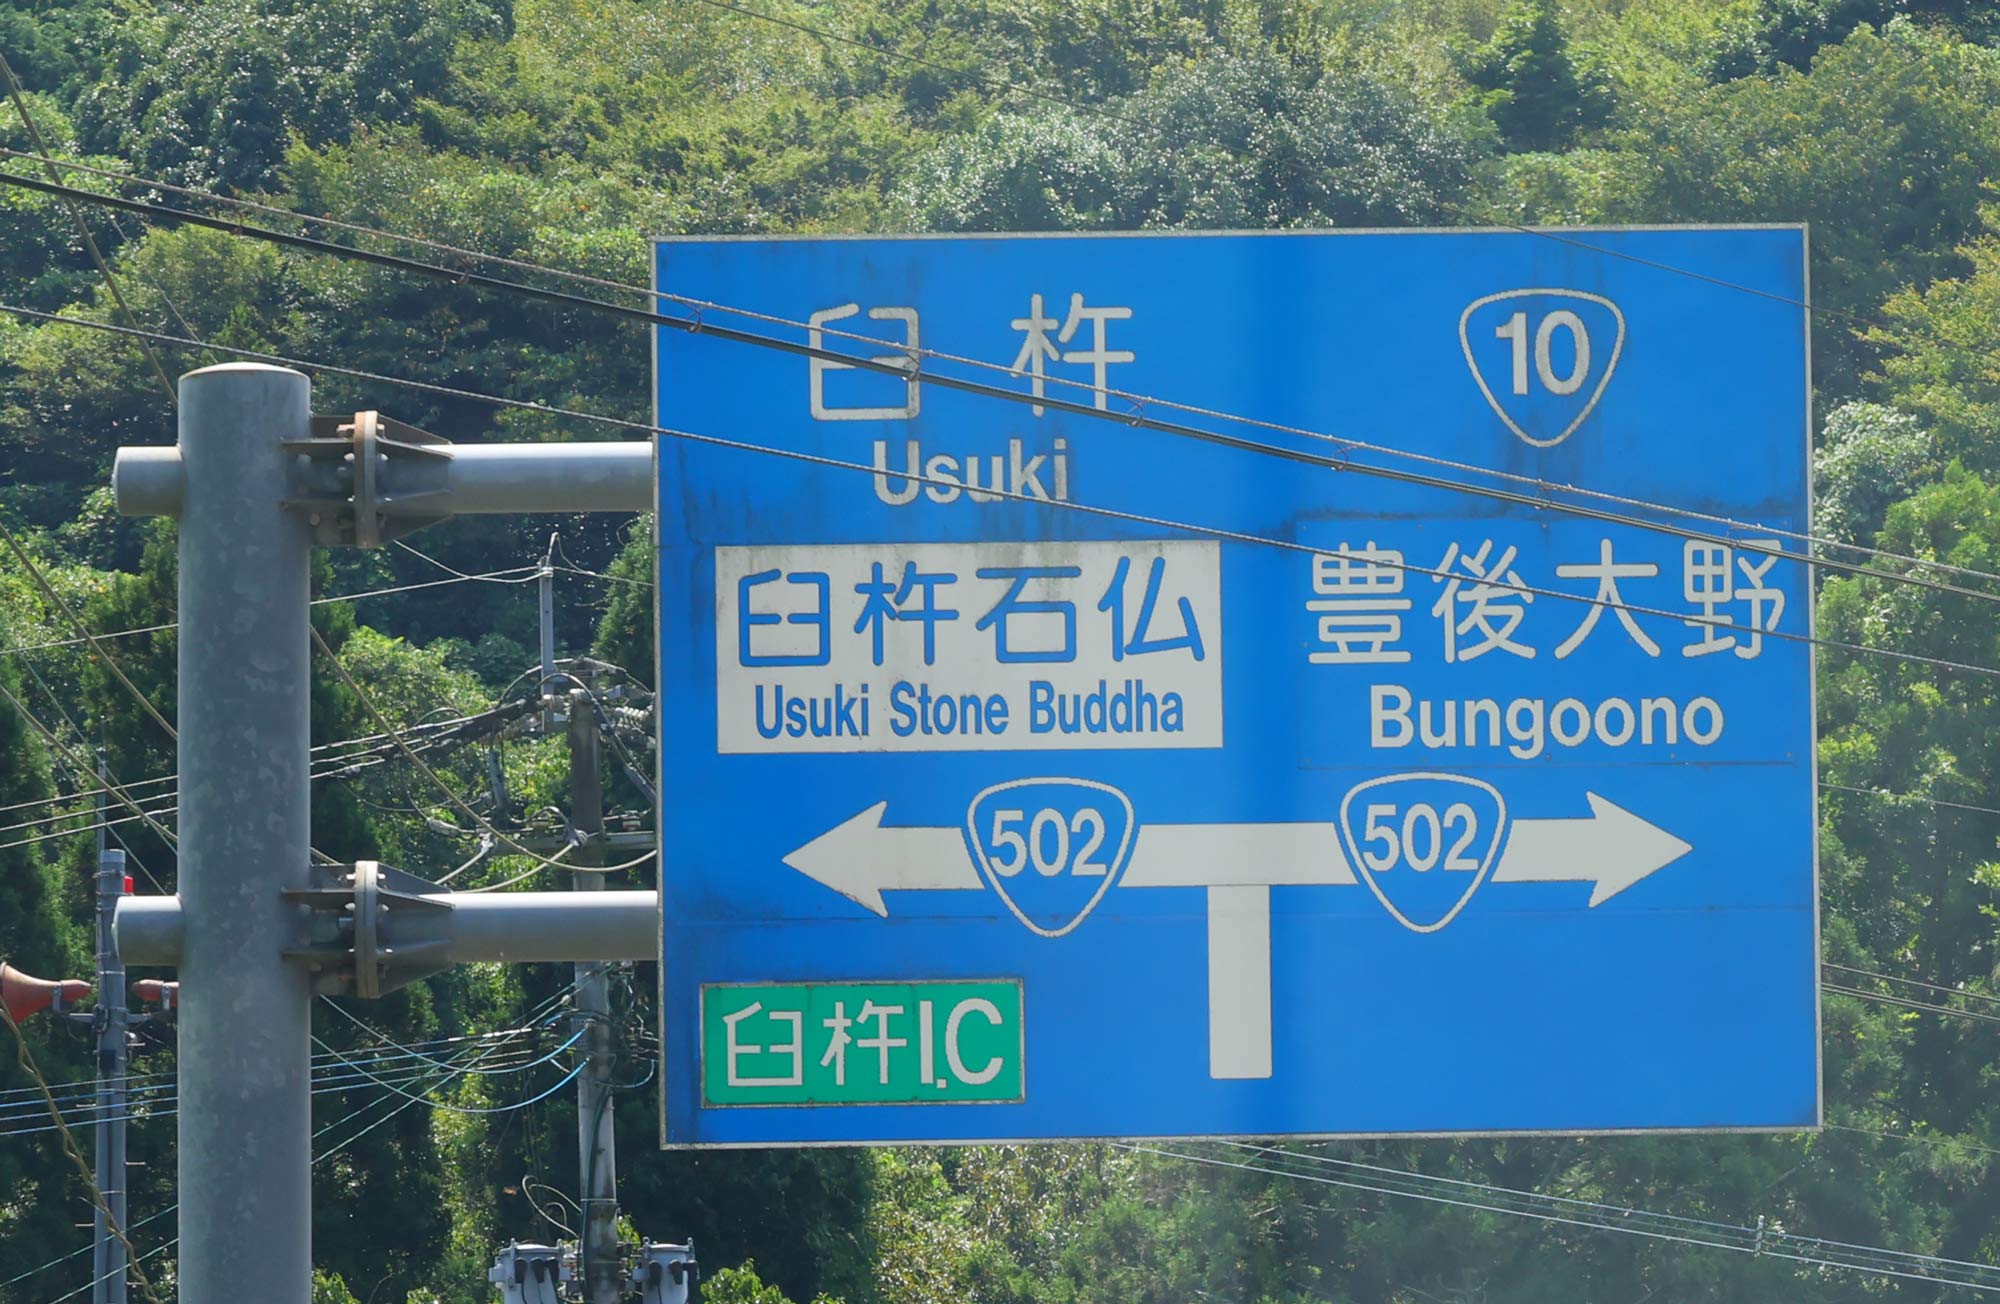 臼杵
Usuki
臼杵石仏
Usuki Stone Buddha
10
豊後大野
Bungoono
502
502
臼杵I.C